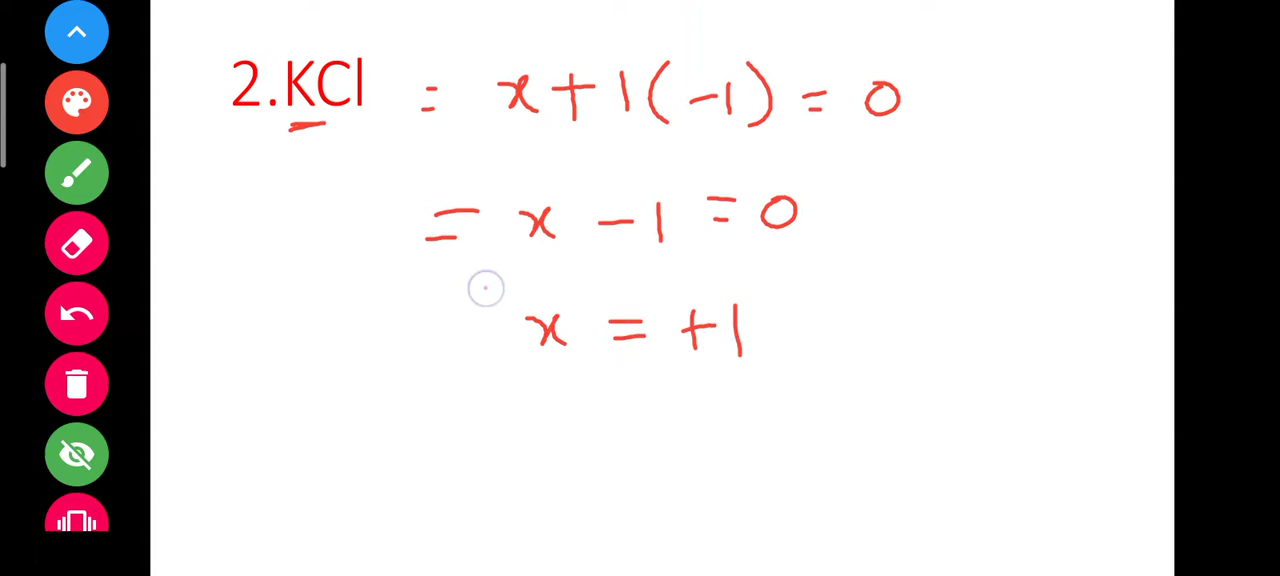 2.KCl = x + 1(-1) = 0
= x - 1 = 0
x = +1